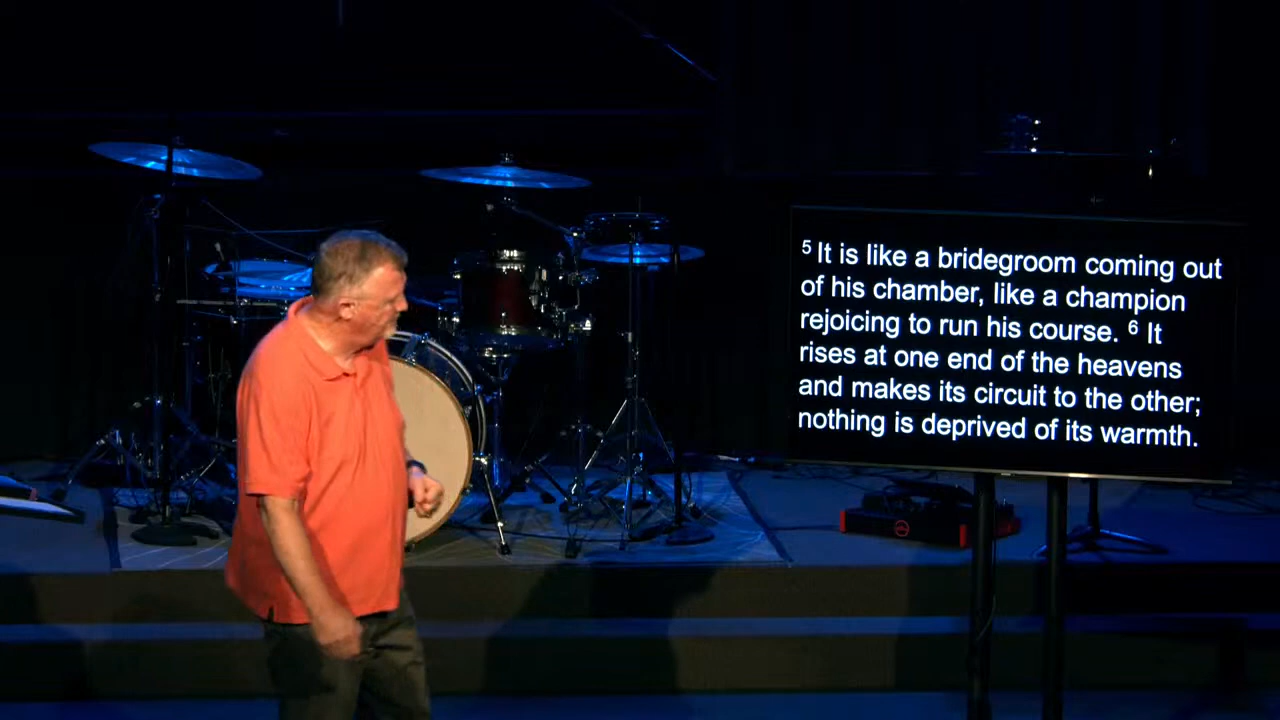 5 It is like a bridegroom coming out
of his chamber, like a champion
rejoicing to run his course. 6 It
rises at one end of the heavens
and makes its circuit to the other;
nothing is deprived of its warmth.